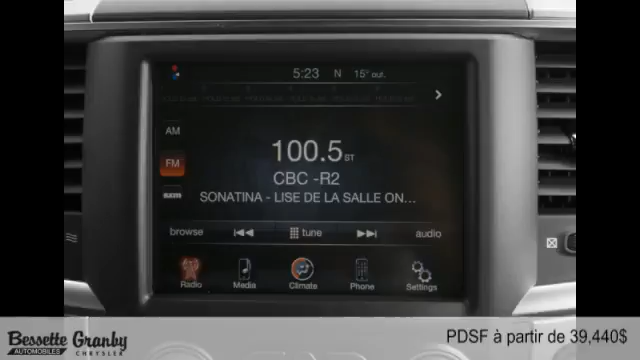 5:23 N 15° out.
AM
100.5 ST
FM
CBC -R2
SONATINA - LISE DE LA SALLE ON...
browse tune audio
Radio Media Climate Phone Settings
Bessette Granby
AUTOMOBILES CHRYSLER
PDSF à partir de 39,440$